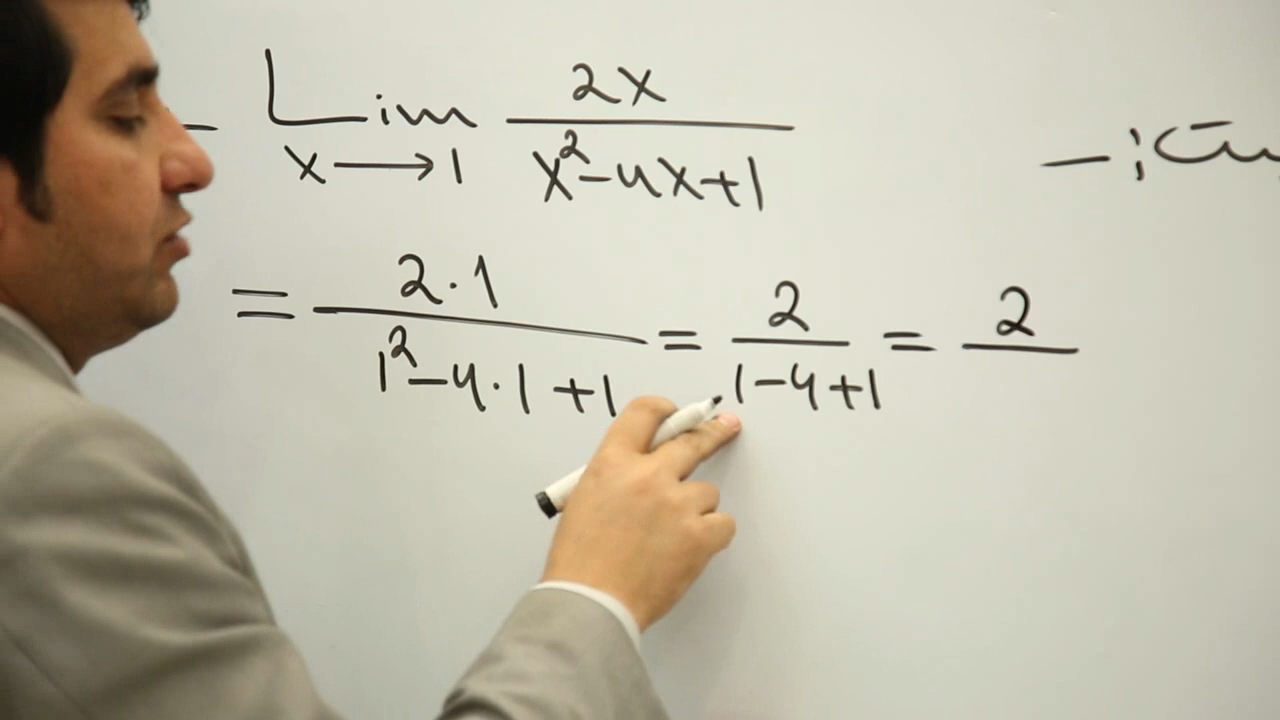 Lim x→1 2x / x²-4x+1
= 2·1 / 1²-4·1+1 = 2 / 1-4+1 = 2 /